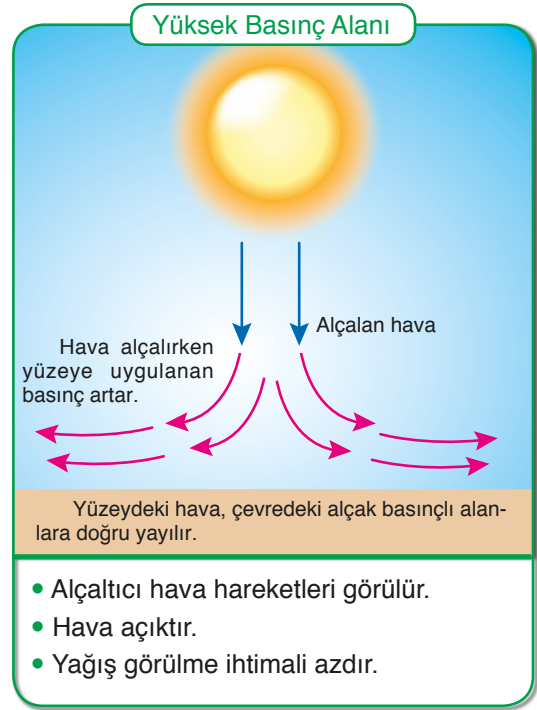 Yüksek Basınç Alanı
Alçalan hava
Hava alçalırken
yüzeye uygulanan
basınç artar.
Yüzeydeki hava, çevredeki alçak basınçlı alan-
lara doğru yayılır.
• Alçaltıcı hava hareketleri görülür.
• Hava açıktır.
• Yağış görülme ihtimali azdır.